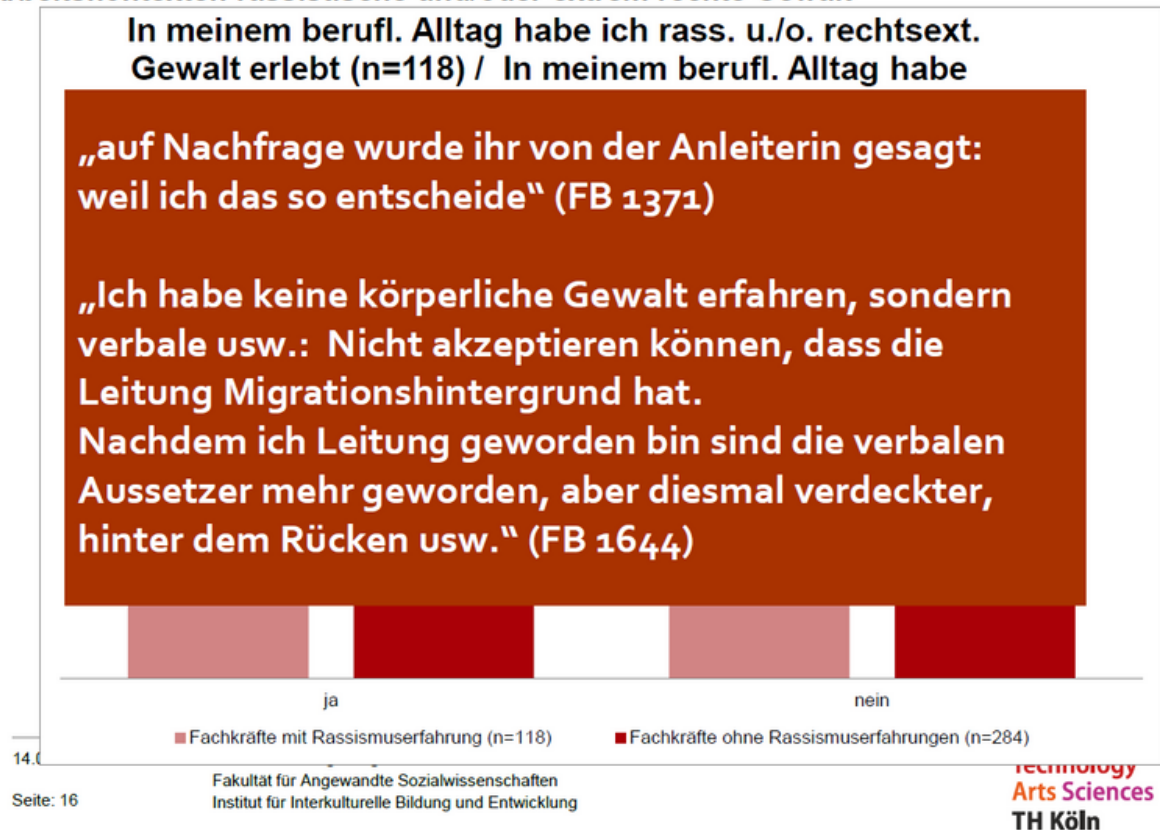 In meinem berufl. Alltag habe ich rass. u./o. rechtsext.
Gewalt erlebt (n=118) / In meinem berufl. Alltag habe
„auf Nachfrage wurde ihr von der Anleiterin gesagt:
weil ich das so entscheide“ (FB 1371)
„Ich habe keine körperliche Gewalt erfahren, sondern
verbale usw.: Nicht akzeptieren können, dass die
Leitung Migrationshintergrund hat.
Nachdem ich Leitung geworden bin sind die verbalen
Aussetzer mehr geworden, aber diesmal verdeckter,
hinter dem Rücken usw.“ (FB 1644)
ja nein
Fachkräfte mit Rassismuserfahrung (n=118) Fachkräfte ohne Rassismuserfahrungen (n=284)
Fakultät für Angewandte Sozialwissenschaften
Seite: 16 Institut für Interkulturelle Bildung und Entwicklung
Technology
Arts Sciences
TH Köln